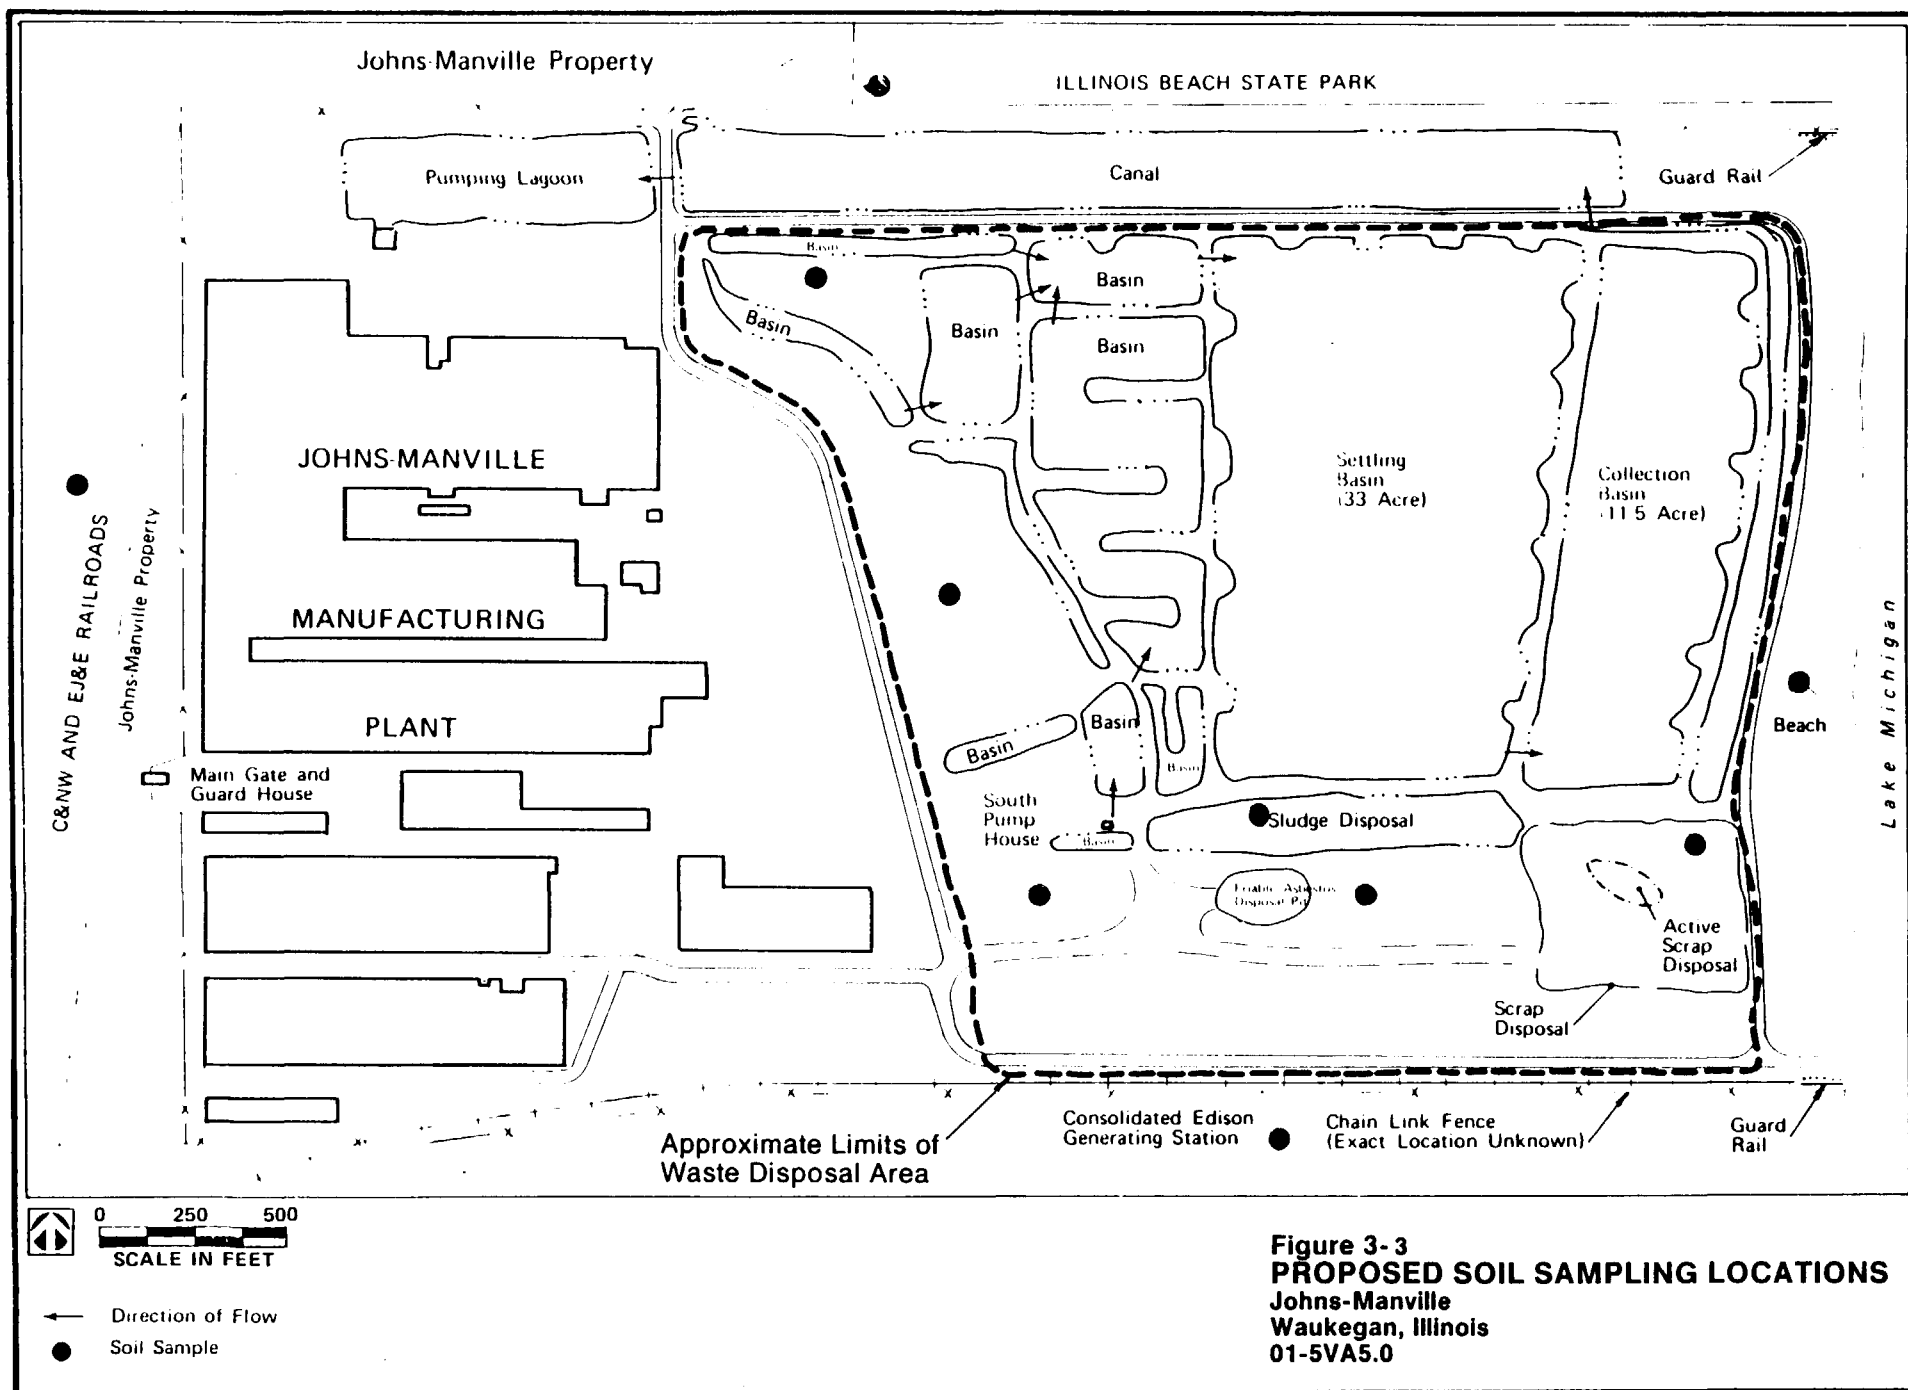 Johns-Manville Property
ILLINOIS BEACH STATE PARK
Pumping Lagoon
Canal
Guard Rail
Basin
Basin
Basin
Basin
Basin
JOHNS-MANVILLE
MANUFACTURING
PLANT
Settling
Basin
(33 Acre)
Collection
Basin
(11.5 Acre)
C&NW AND EJ&E RAILROADS
Johns-Manville Property
Lake Michigan
Beach
Main Gate and
Guard House
Basin
Basin
Basin
South
Pump
House
Basin
Sludge Disposal
Friable Asbestos
Disposal Pit
Active
Scrap
Disposal
Scrap
Disposal
Approximate Limits of
Waste Disposal Area
Consolidated Edison
Generating Station
Chain Link Fence
(Exact Location Unknown)
Guard
Rail
0 250 500
SCALE IN FEET
Direction of Flow
Soil Sample
Figure 3-3
PROPOSED SOIL SAMPLING LOCATIONS
Johns-Manville
Waukegan, Illinois
01-5VA5.0